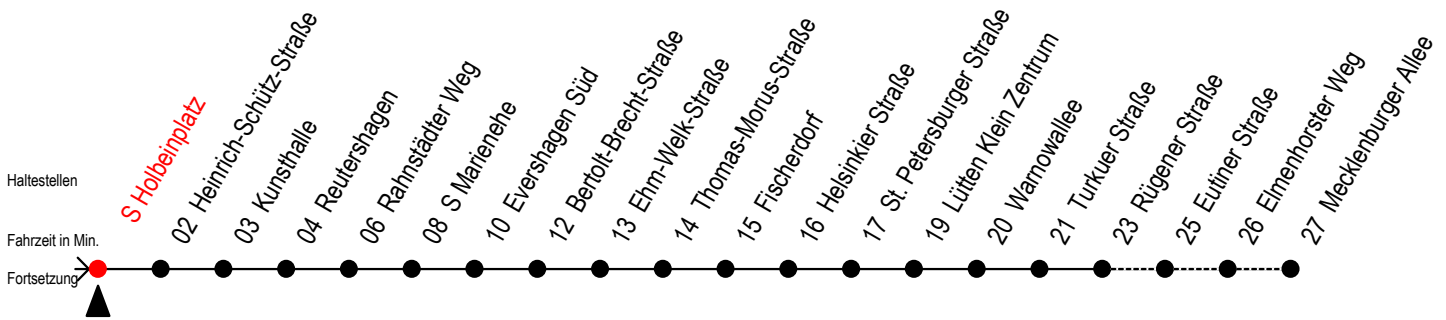 Haltestellen
Fahrzeit in Min.
Fortsetzung
S Holbeinplatz
02 Heinrich-Schütz-Straße
03 Kunsthalle
04 Reutershagen
06 Rahnstädter Weg
08 S Marienehe
10 Evershagen Süd
12 Bertolt-Brecht-Straße
13 Ehm-Welk-Straße
14 Thomas-Morus-Straße
15 Fischerdorf
16 Helsinkier Straße
17 St. Petersburger Straße
19 Lütten Klein Zentrum
20 Warnowallee
21 Turkuer Straße
23 Rügener Straße
25 Eutiner Straße
26 Elmenhorster Weg
27 Mecklenburger Allee